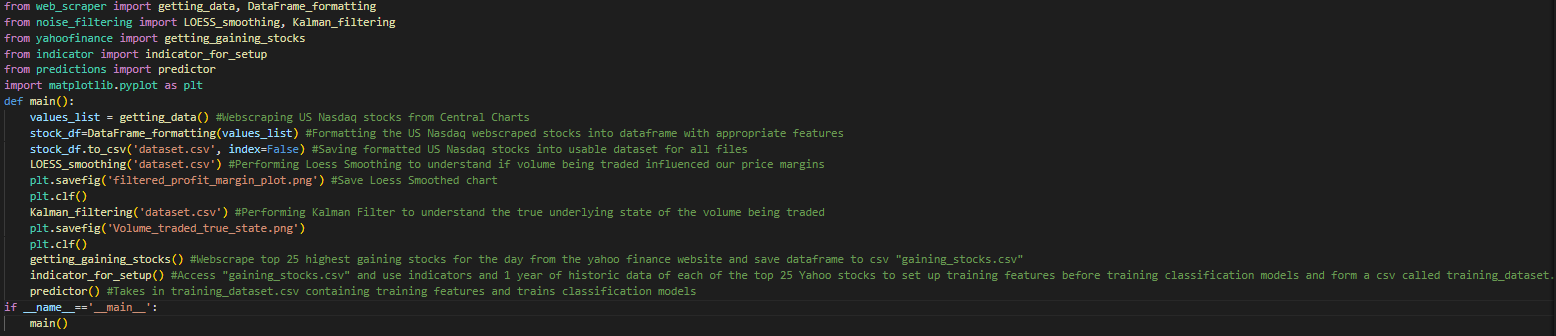 from web_scraper import getting_data, DataFrame_formatting
from noise_filtering import LOESS_smoothing, Kalman_filtering
from yahoofinance import getting_gaining_stocks
from indicator import indicator_for_setup
from predictions import predictor
import matplotlib.pyplot as plt
def main():
    values_list = getting_data() #Webscraping US Nasdaq stocks from Central Charts
    stock_df=DataFrame_formatting(values_list) #Formatting the US Nasdaq webscraped stocks into dataframe with appropriate features
    stock_df.to_csv('dataset.csv', index=False) #Saving formatted US Nasdaq stocks into usable dataset for all files
    LOESS_smoothing('dataset.csv') #Performing Loess Smoothing to understand if volume being traded influenced our price margins
    plt.savefig('filtered_profit_margin_plot.png') #Save Loess Smoothed chart
    plt.clf()
    Kalman_filtering('dataset.csv') #Performing Kalman Filter to understand the true underlying state of the volume being traded
    plt.savefig('Volume_traded_true_state.png')
    plt.clf()
    getting_gaining_stocks() #Webscrape top 25 highest gaining stocks for the day from the yahoo finance website and save dataframe to csv "gaining_stocks.csv"
    indicator_for_setup() #Access "gaining_stocks.csv" and use indicators and 1 year of historic data of each of the top 25 Yahoo stocks to set up training features before training classification models and form a csv called training_dataset.
    predictor() #Takes in training_dataset.csv containing training features and trains classification models
if __name__=='__main__':
    main()